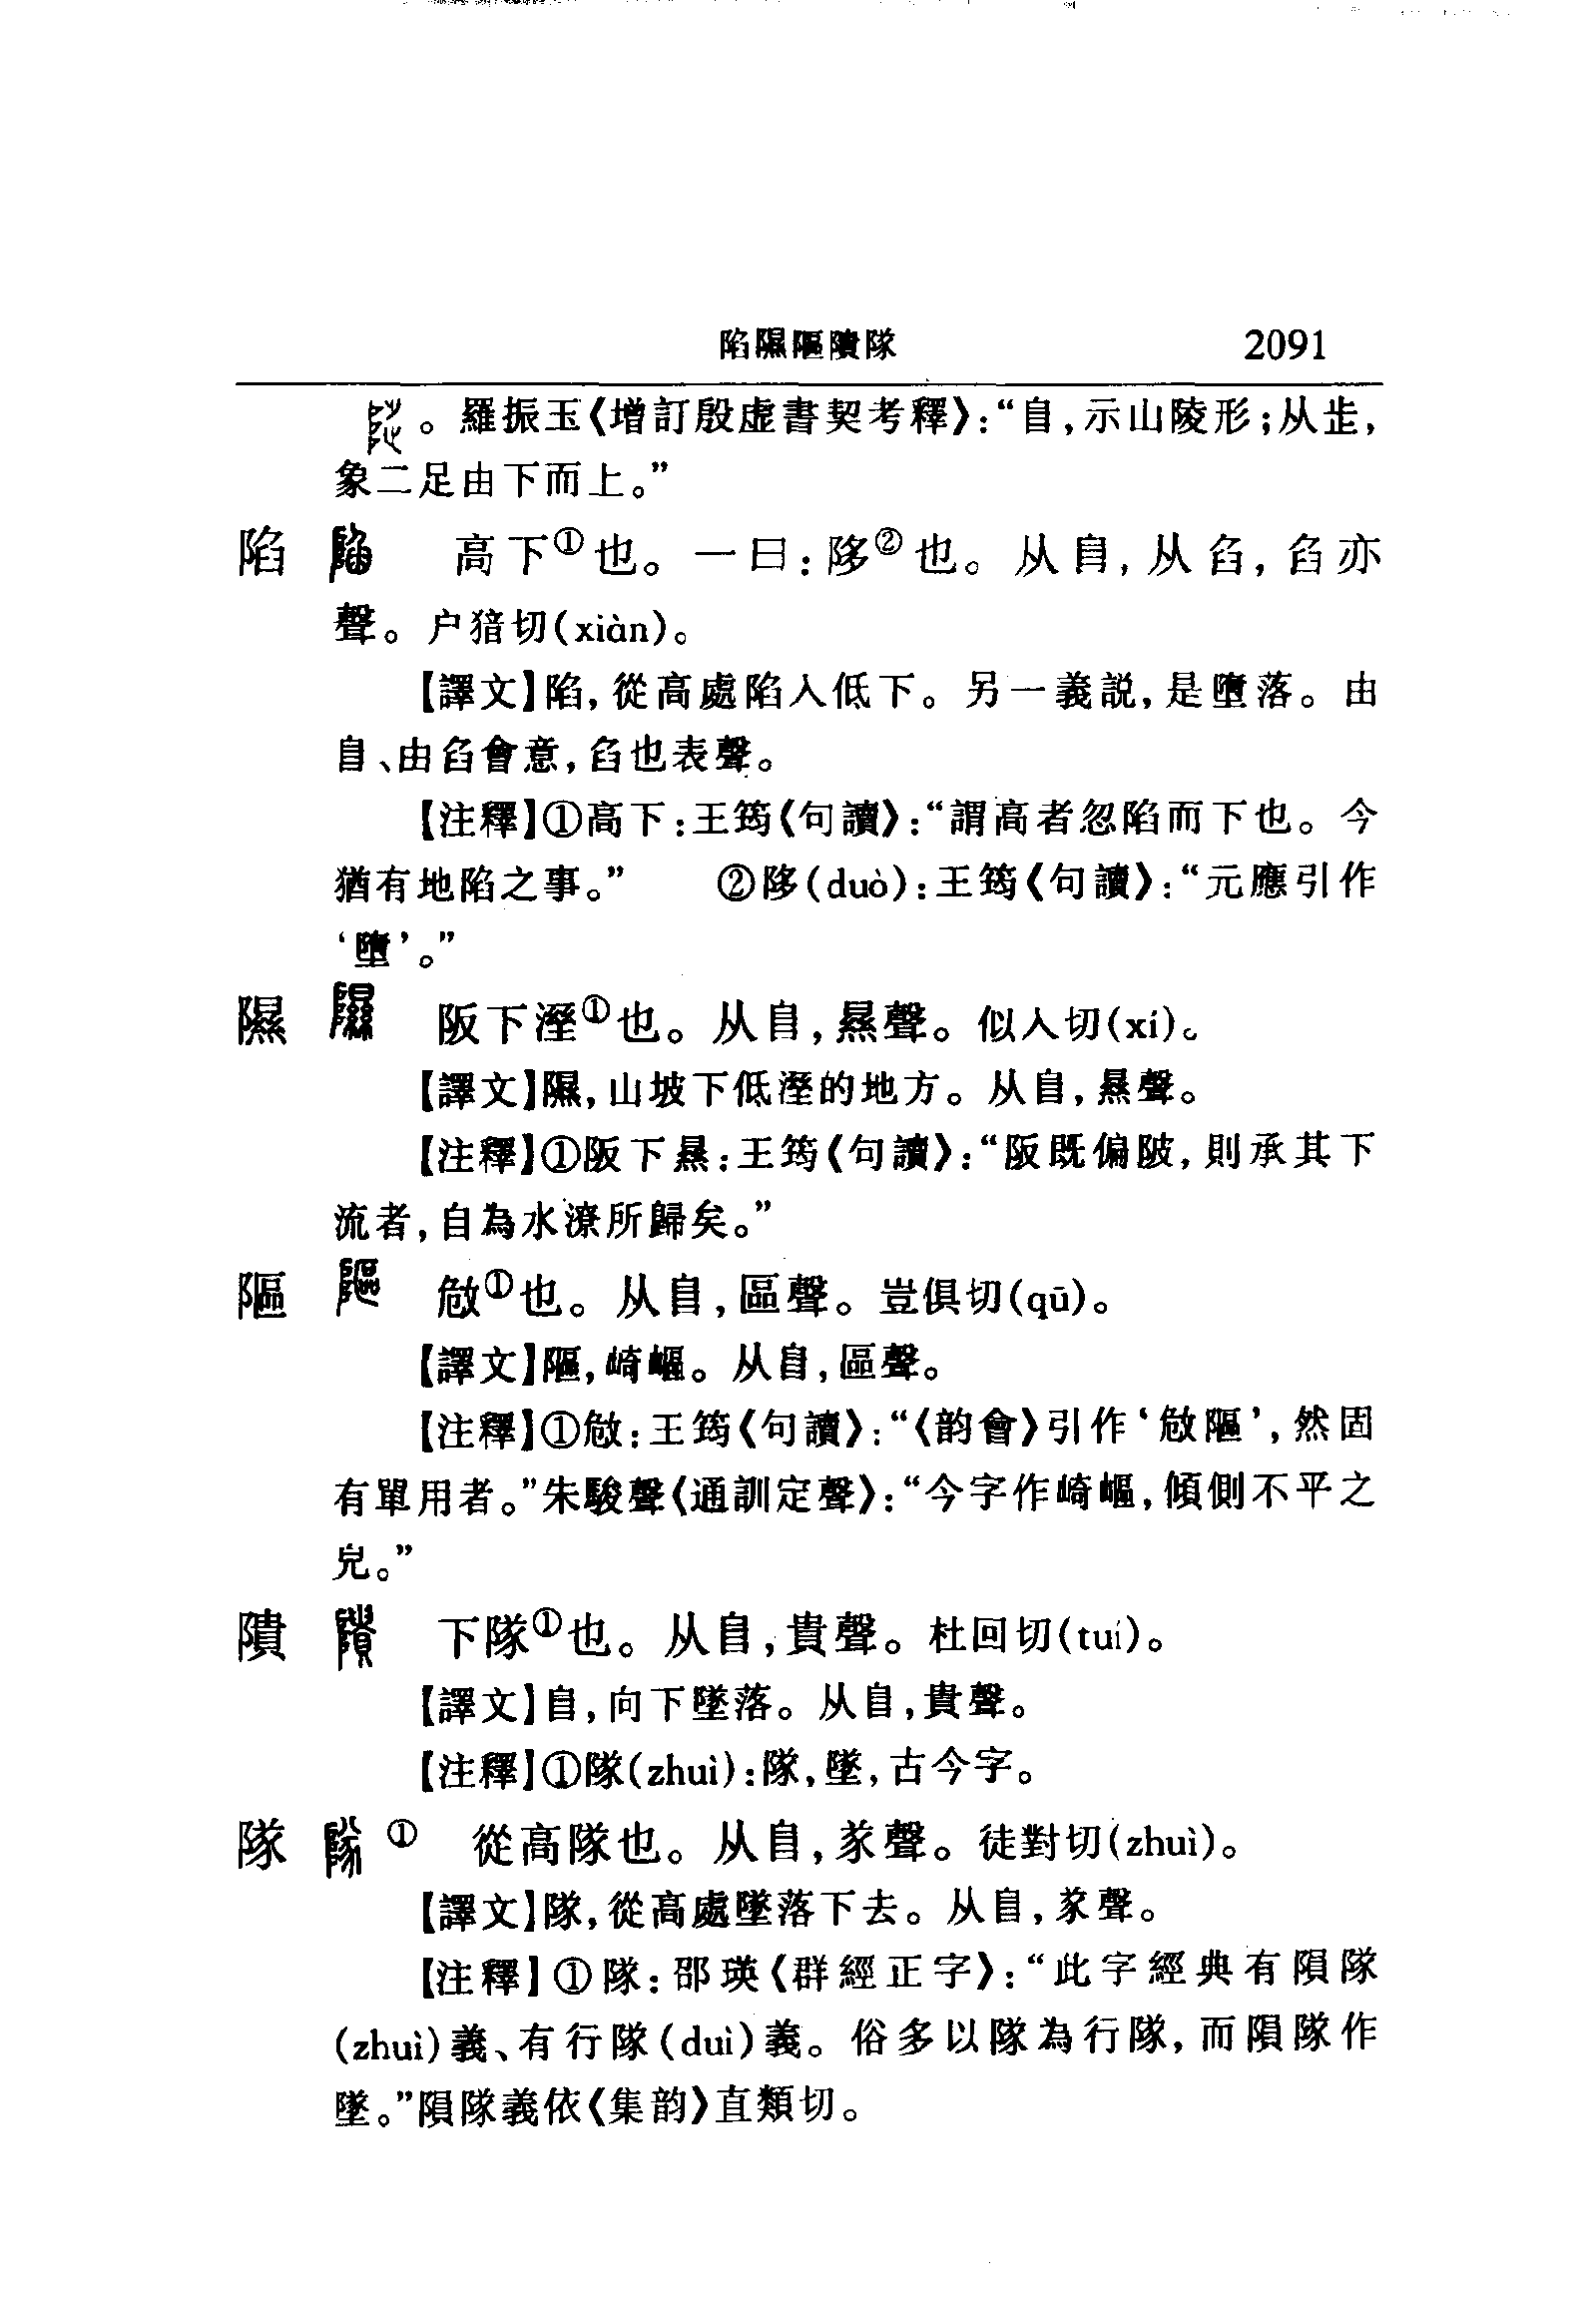 陷隰𨻠隤隊 2091
。羅振玉《增訂殷虚書契考釋》:“𨸏,示山陵形;从歨,
象二足由下而上。”
陷 高下①也。一曰:陊②也。从𨸏,从臽,臽亦
聲。户猪切(xiàn)。
【譯文】陷,從高處陷入低下。另一義説,是墮落。由
𨸏、由臽會意,臽也表聲。
【注釋】①高下:王筠《句讀》:“謂高者忽陷而下也。今
猶有地陷之事。” ②陊(duò):王筠《句讀》:“元應引作
‘墮’。”
隰 阪下溼①也。从𨸏,㬎聲。似入切(xí)。
【譯文】隰,山坡下低溼的地方。从𨸏,㬎聲。
【注釋】①阪下㬎:王筠《句讀》:“阪既偏陂,則承其下
流者,自為水潦所歸矣。”
𨻠 㩻①也。从𨸏,區聲。豈俱切(qū)。
【譯文】𨻠,崎嶇。从𨸏,區聲。
【注釋】①㩻:王筠《句讀》:“《韵會》引作‘㩻𨻠’,然固
有單用者。”朱駿聲《通訓定聲》:“今字作崎嶇,傾側不平之
皃。”
隤 下隊①也。从𨸏,貴聲。杜回切(tuí)。
【譯文】𨸏,向下墜落。从𨸏,貴聲。
【注釋】①隊(zhuì):隊,墜,古今字。
隊 ① 從高隊也。从𨸏,㒸聲。徒對切(zhuì)。
【譯文】隊,從高處墜落下去。从𨸏,㒸聲。
【注釋】①隊:邵瑛《群經正字》:“此字經典有隕隊
(zhuì)義、有行隊(duì)義。俗多以隊為行隊,而隕隊作
墜。”隕隊義依《集韵》直類切。